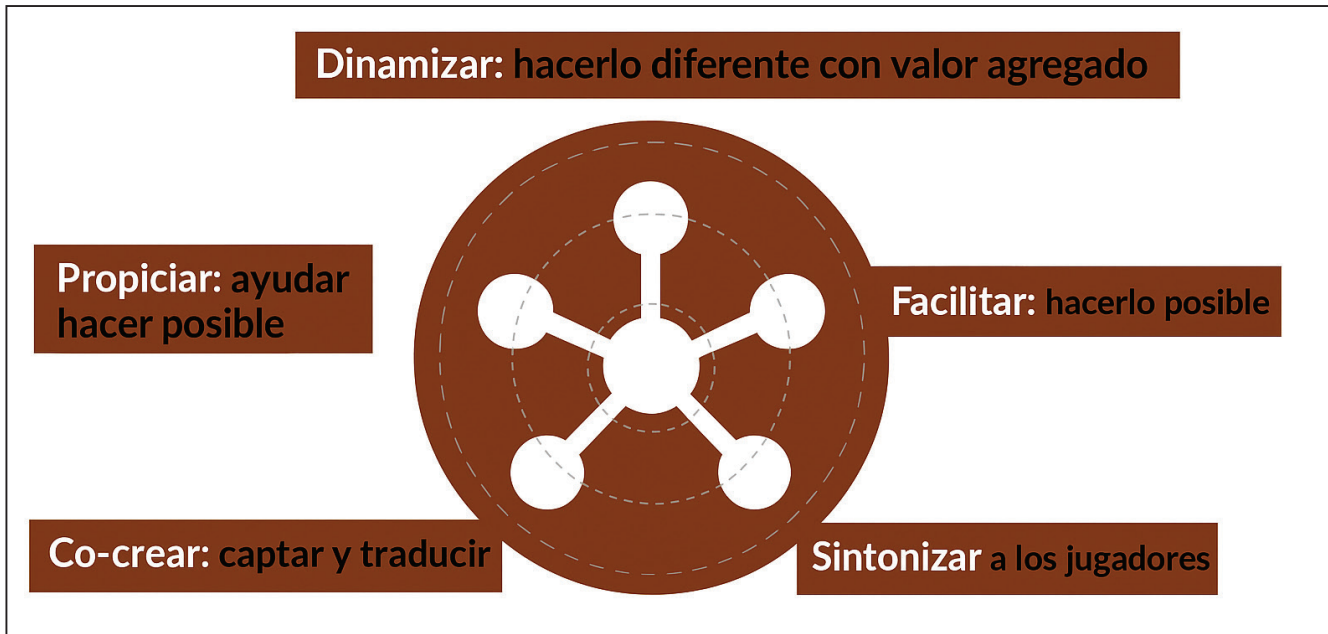 Dinamizar: hacerlo diferente con valor agregado
Propiciar: ayudar
hacer posible
Facilitar: hacerlo posible
Co-crear: captar y traducir
Sintonizar a los jugadores